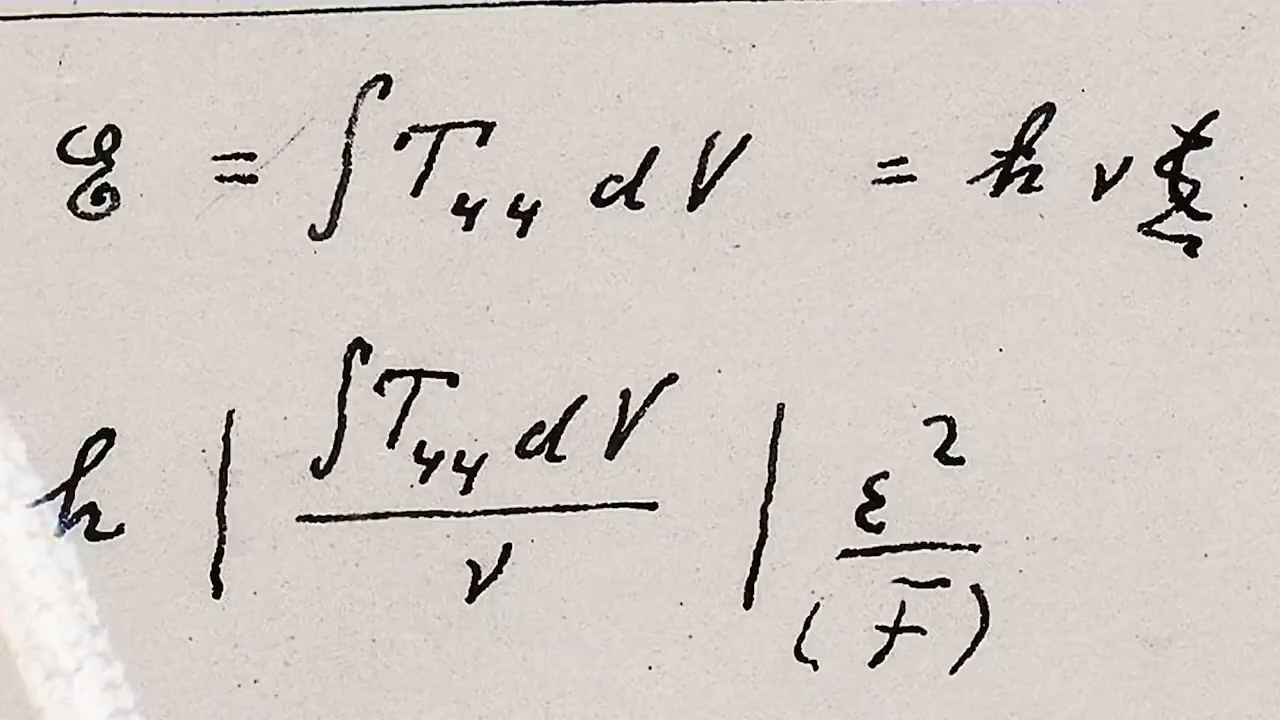 ℰ = ∫ T₄₄ dV = h ν
h | ∫ T₄₄ dV / ν | ε² / ( )